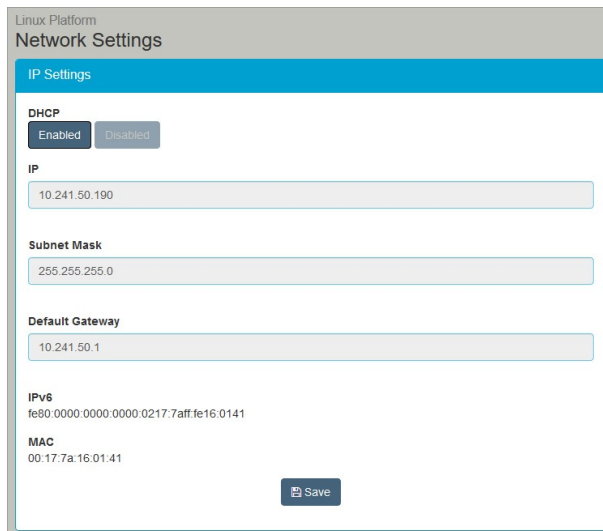 Linux Platform
Network Settings
IP Settings
DHCP
Enabled Disabled
IP
10.241.50.190
Subnet Mask
255.255.255.0
Default Gateway
10.241.50.1
IPv6
fe80:0000:0000:0000:0217:7aff:fe16:0141
MAC
00:17:7a:16:01:41
Save